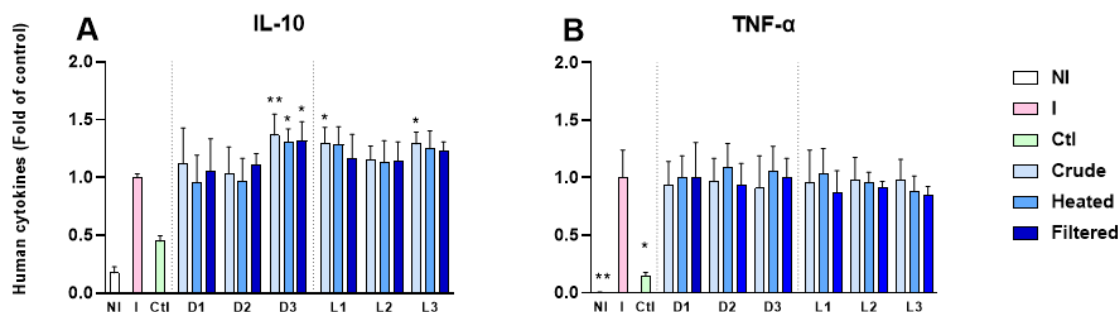 A
IL-10
Human cytokines (Fold of control)
2.0
1.5
1.0
0.5
0.0
**
*
*
*
*
NI I Ctl D1 D2 D3 L1 L2 L3
B
TNF-α
2.0
1.5
1.0
0.5
0.0
**
*
NI I Ctl D1 D2 D3 L1 L2 L3
NI
I
Ctl
Crude
Heated
Filtered